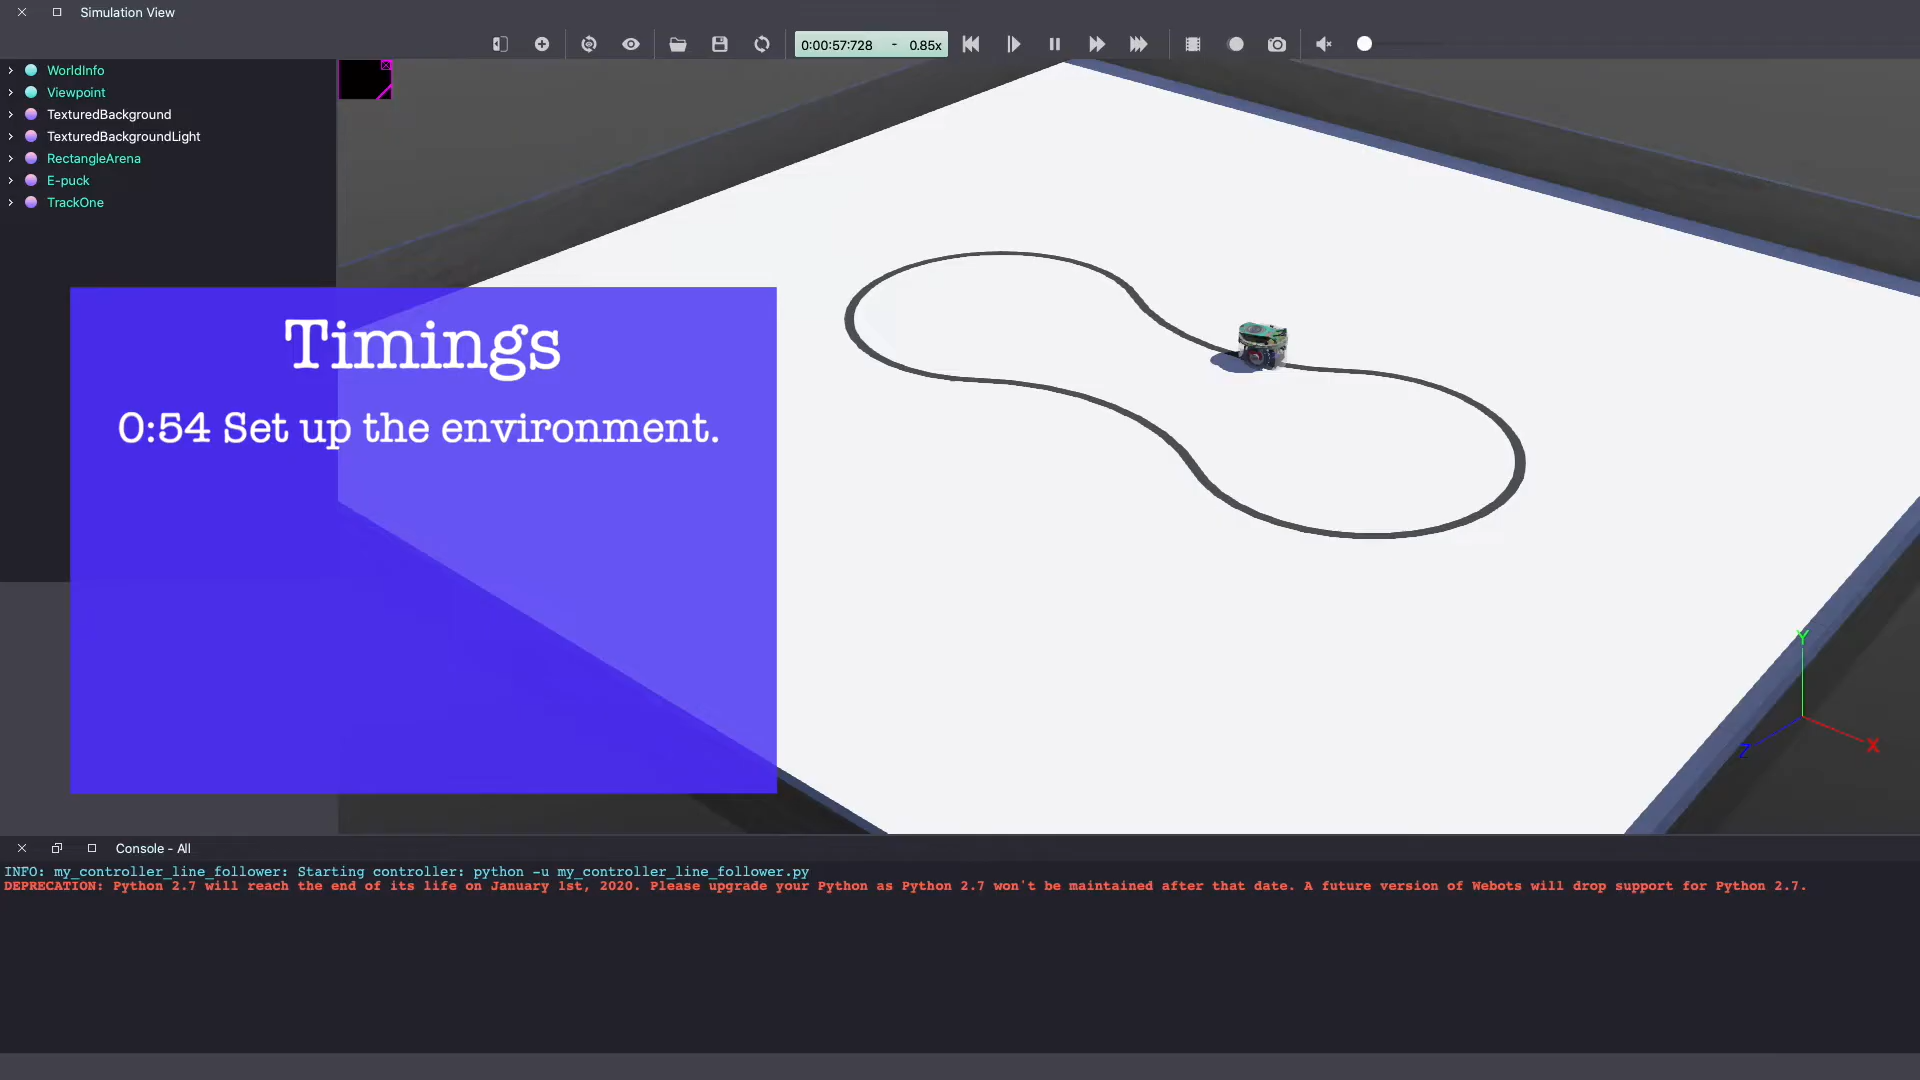 Simulation View
0:00:57:728 - 0.85x
WorldInfo
Viewpoint
TexturedBackground
TexturedBackgroundLight
RectangleArena
E-puck
TrackOne
Timings
0:54 Set up the environment.
Y
Z
X
Console - All
INFO: my_controller_line_follower: Starting controller: python -u my_controller_line_follower.py
DEPRECATION: Python 2.7 will reach the end of its life on January 1st, 2020. Please upgrade your Python as Python 2.7 won't be maintained after that date. A future version of Webots will drop support for Python 2.7.